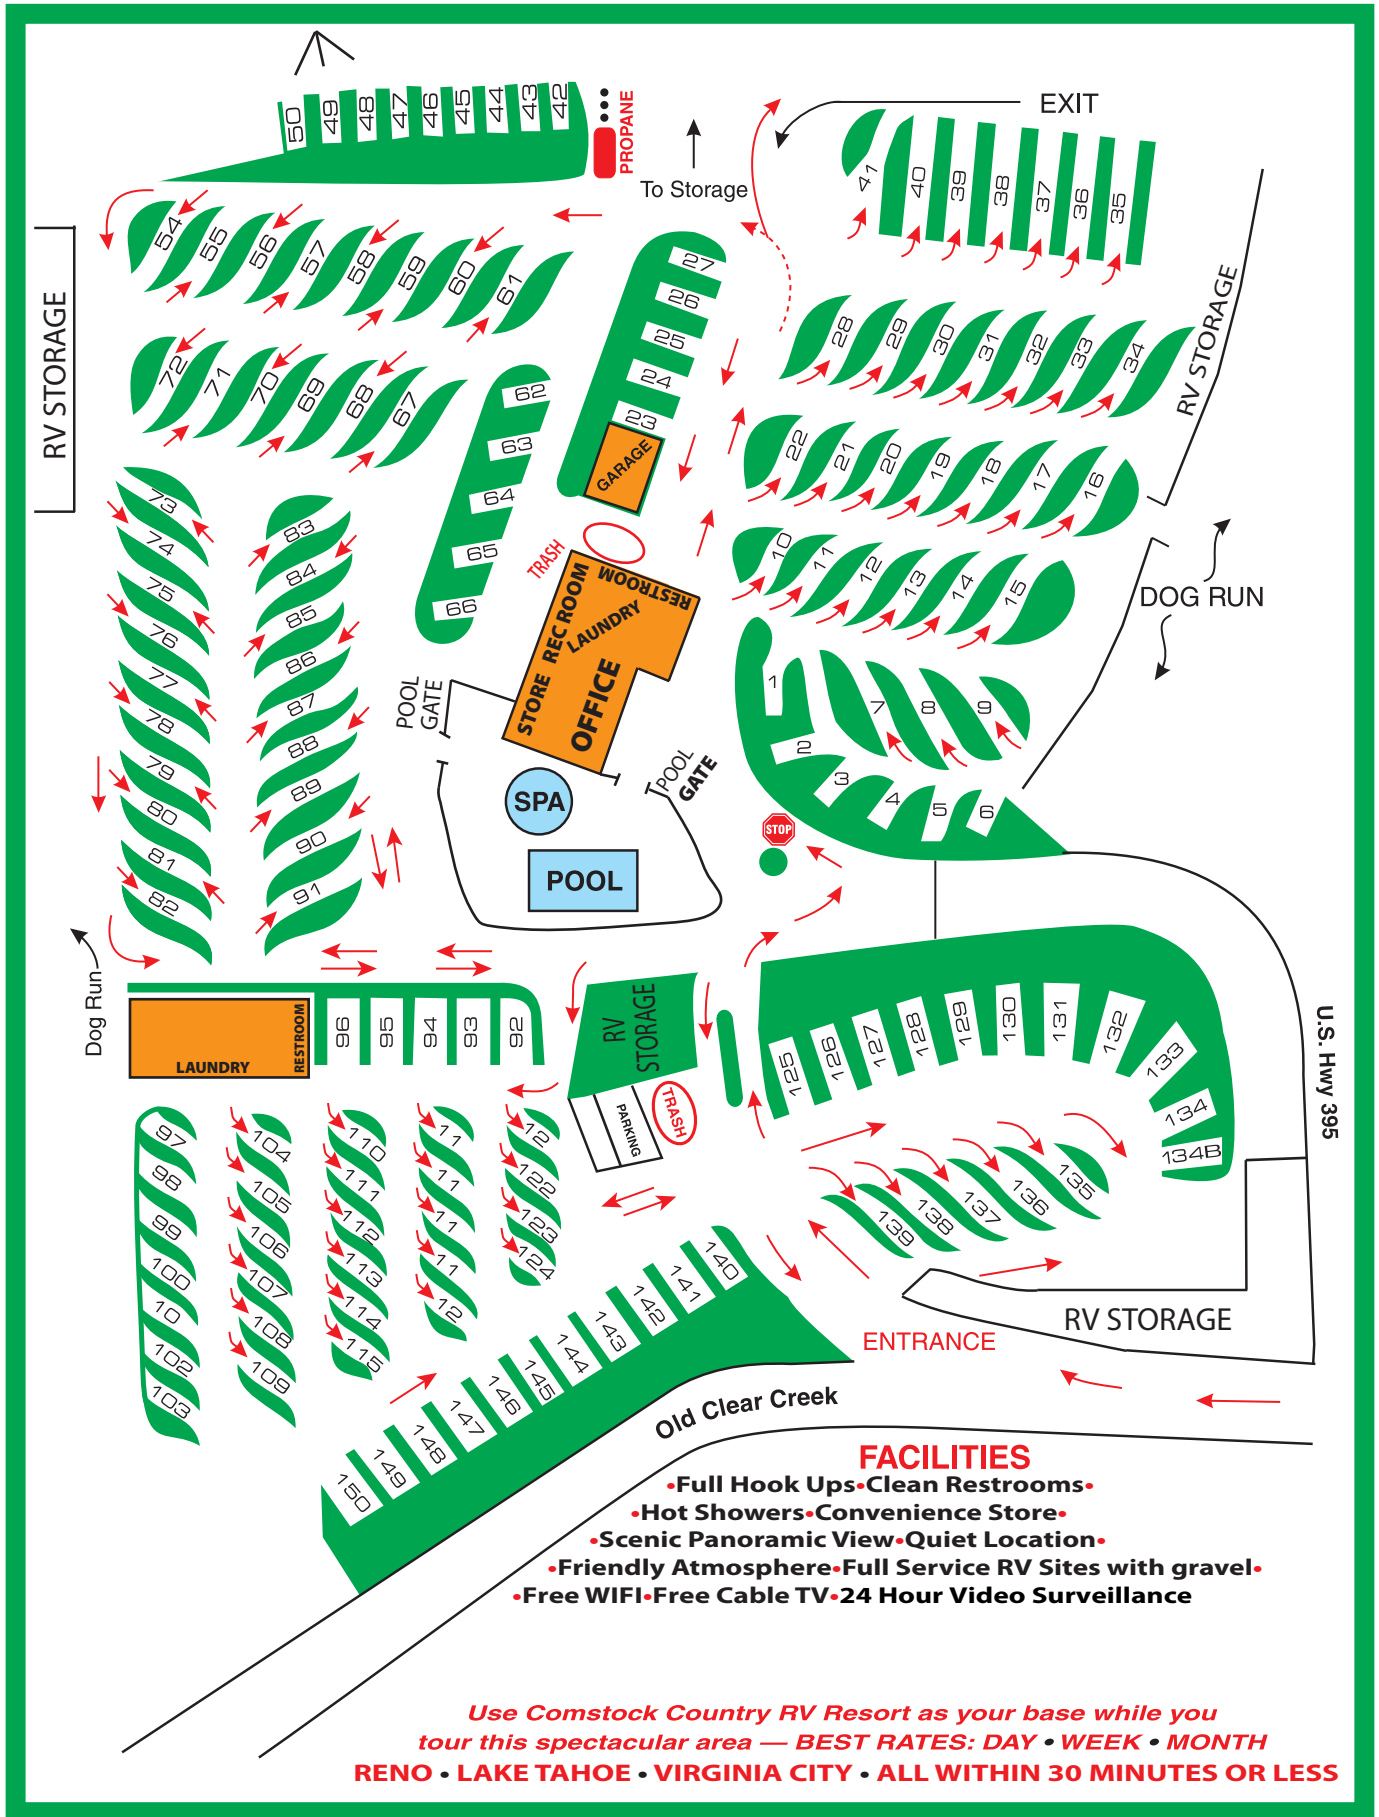 50 49 48 47 46 45 44 43 42
PROPANE
To Storage
EXIT
41 40 39 38 37 36 35
RV STORAGE
54 55 56 57 58 59 60 61
27
26
25
24
23
GARAGE
28 29 30 31 32 33 34
RV STORAGE
72 71 70 69 68 67
62
63
64
65
66
22 21 20 19 18 17 16
10 11 12 13 14 15
DOG RUN
73
74
75
76
77
78
79
80
81
82
83
84
85
86
87
88
89
90
91
TRASH
RESTROOM
REC ROOM
LAUNDRY
STORE
OFFICE
POOL
GATE
POOL
GATE
SPA
POOL
1
2
3
4
5
6
7 8 9
STOP
Dog Run
LAUNDRY
RESTROOM
96 95 94 93 92
RV
STORAGE
PARKING
TRASH
125 126 127 128 129 130 131 132 133 134 134B
U.S. Hwy 395
97
98
99
100
10
102
103
104
105
106
107
108
109
110
111
112
113
114
115
11
11
11
11
12
12
122
123
124
139 138 137 136 135
150 149 148 147 146 145 144 143 142 141 140
RV STORAGE
ENTRANCE
Old Clear Creek
FACILITIES
•Full Hook Ups•Clean Restrooms•
•Hot Showers•Convenience Store•
•Scenic Panoramic View•Quiet Location•
•Friendly Atmosphere•Full Service RV Sites with gravel•
•Free WIFI•Free Cable TV•24 Hour Video Surveillance
Use Comstock Country RV Resort as your base while you
tour this spectacular area — BEST RATES: DAY • WEEK • MONTH
RENO • LAKE TAHOE • VIRGINIA CITY • ALL WITHIN 30 MINUTES OR LESS